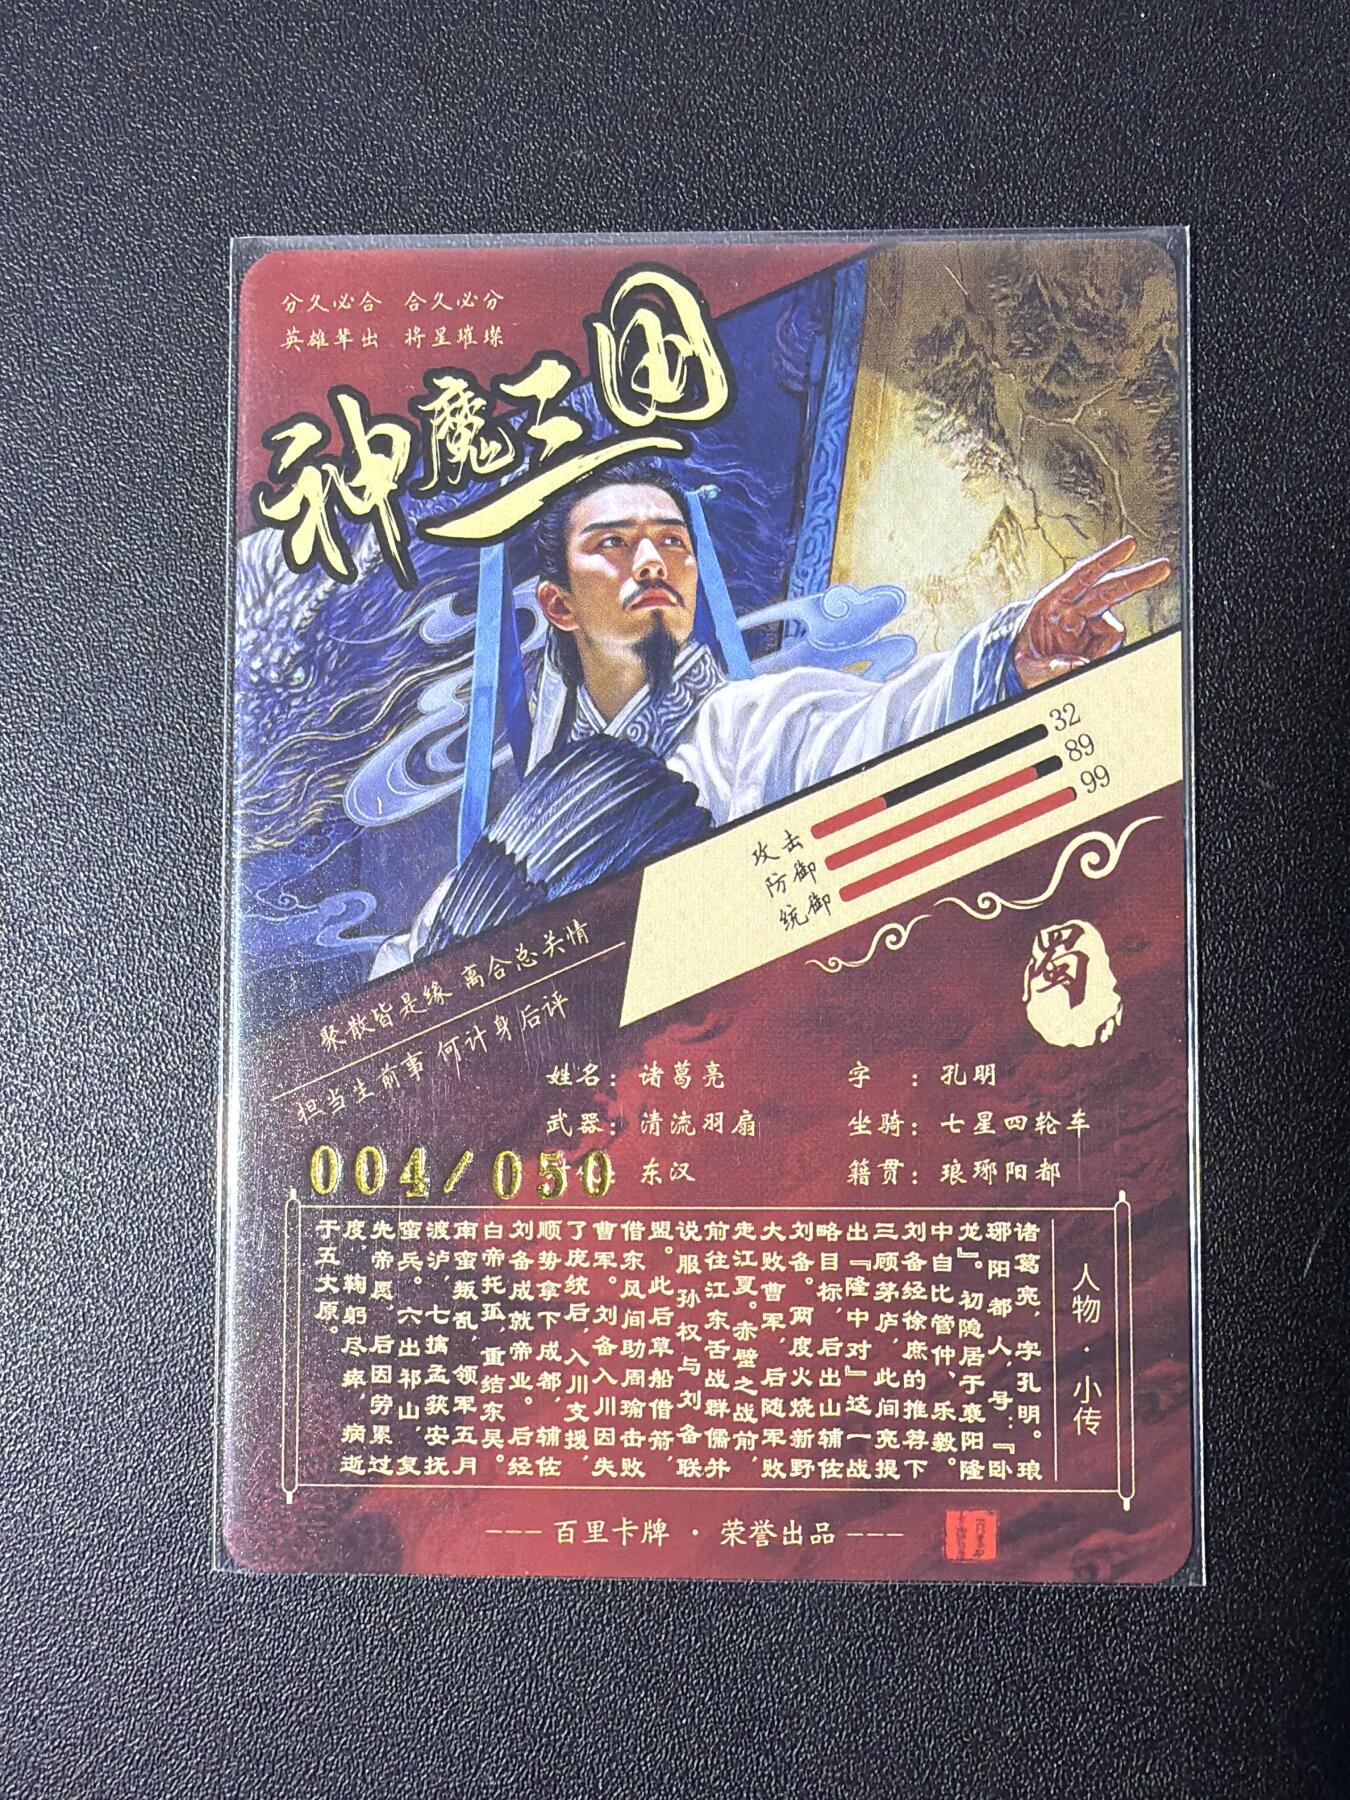 分久必合 合久必分
英雄辈出 将星璀璨
神魔三国
攻击 32
防御 89
统御 99
蜀
聚散皆是缘 离合总关情
担当生前事 何计身后评
姓名：诸葛亮 字：孔明
武器：清流羽扇 坐骑：七星四轮车
004/050 东汉 籍贯：琅琊阳都
人物·小传
诸葛亮，字孔明。琅
琊阳都人，号：『卧
龙』。初隐居于襄阳隆
中自比管仲、乐毅。
刘备经徐庶的推荐下
三顾茅庐，此间亮提
出『隆中对』这一战
略目标，后出山辅佐
刘备。两度火烧新野
大败曹军，后随军败
走江夏。赤壁之战前，
前往江东舌战群儒并
说服孙权与刘备联
盟。此后草船借箭，
借东风间助周瑜击败
曹军。刘备入川因失
了庞统后，入川支援，
顺势拿下成都，辅佐
刘备成就帝业。后经
白帝托孤，重结东吴。
南蛮叛乱，领军五月
渡泸，七擒孟获安抚
蛮兵。六出祁山，复
先帝愿，后因劳累过
度，鞠躬尽瘁，病逝
于五丈原。
--- 百里卡牌 · 荣誉出品 ---